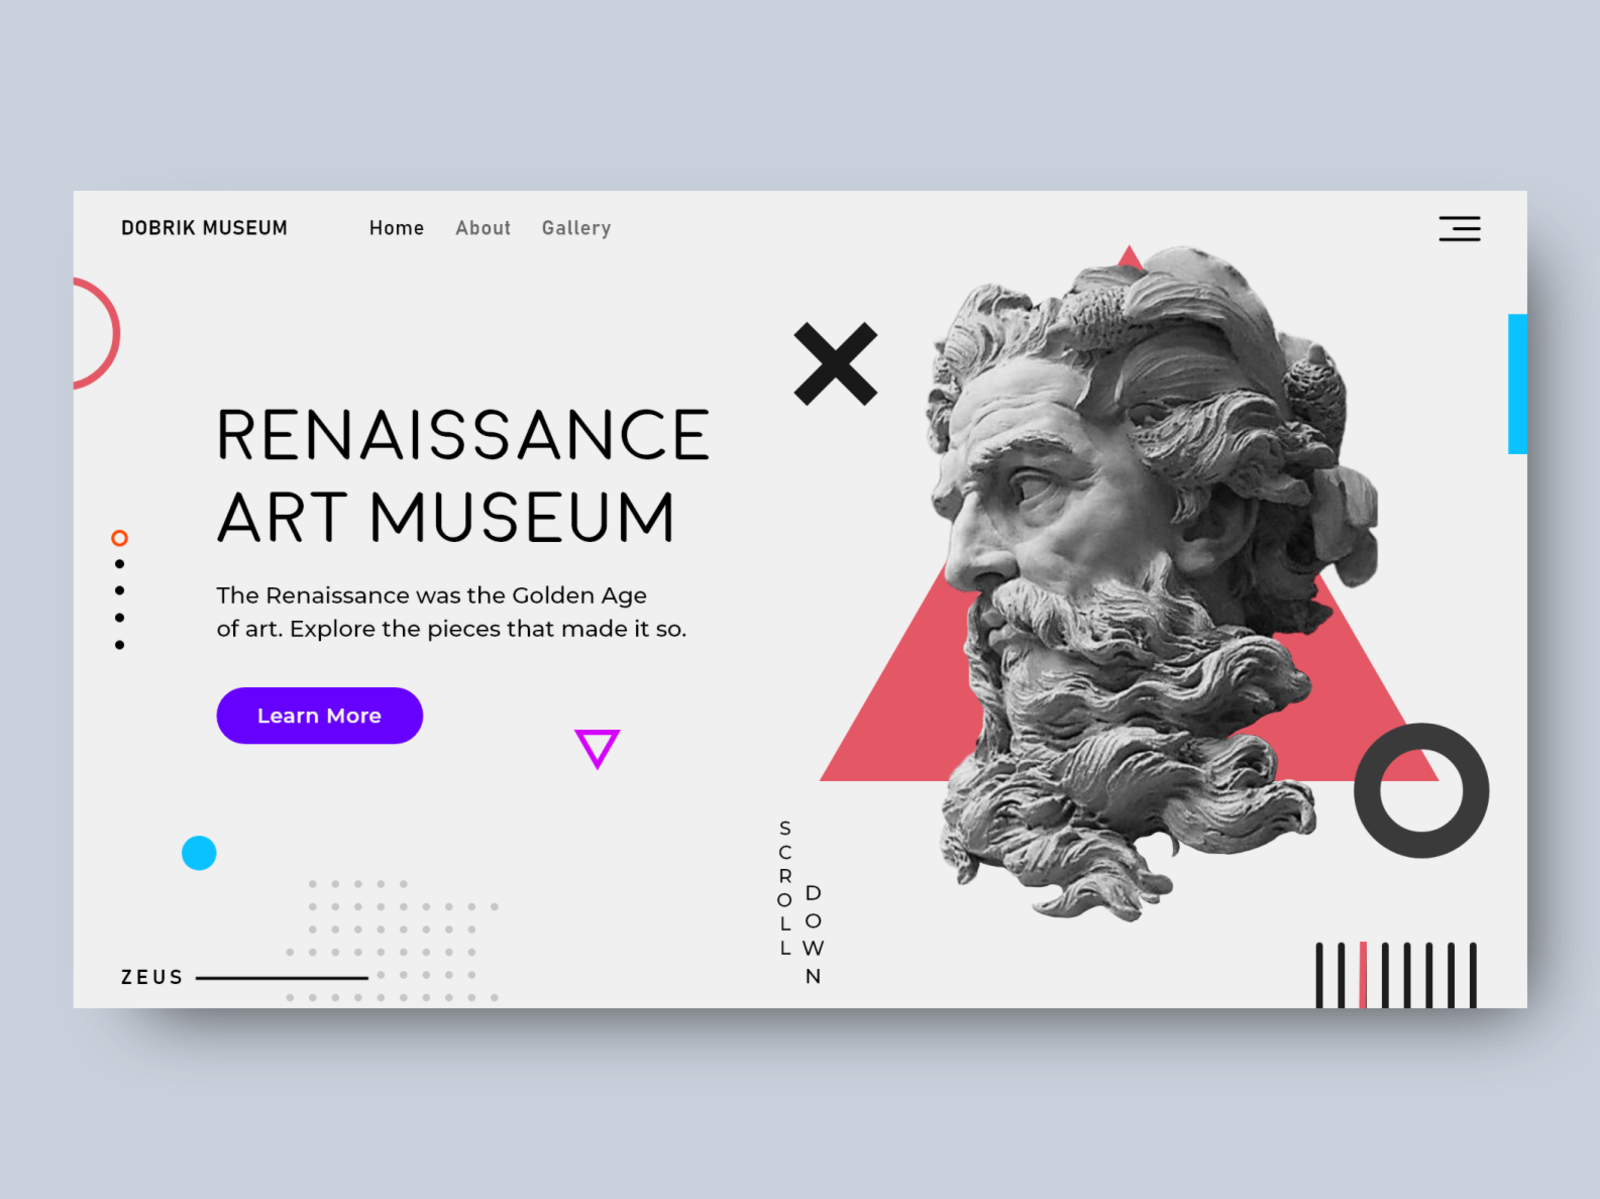 DOBRIK MUSEUM
Home
About
Gallery
RENAISSANCE
ART MUSEUM
The Renaissance was the Golden Age
of art. Explore the pieces that made it so.
Learn More
SCROLL
DOWN
ZEUS